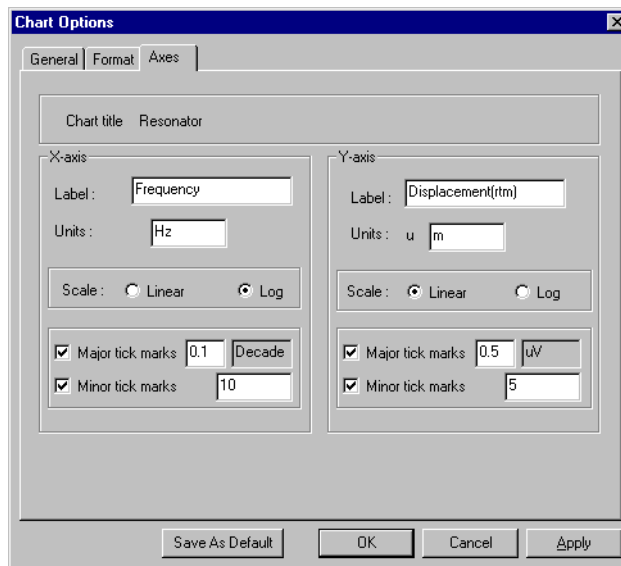 Chart Options
General Format Axes
Chart title Resonator
X-axis
Label : Frequency
Units : Hz
Scale : Linear Log
Major tick marks 0.1 Decade
Minor tick marks 10
Y-axis
Label : Displacement(rtm)
Units : u m
Scale : Linear Log
Major tick marks 0.5 uV
Minor tick marks 5
Save As Default OK Cancel Apply